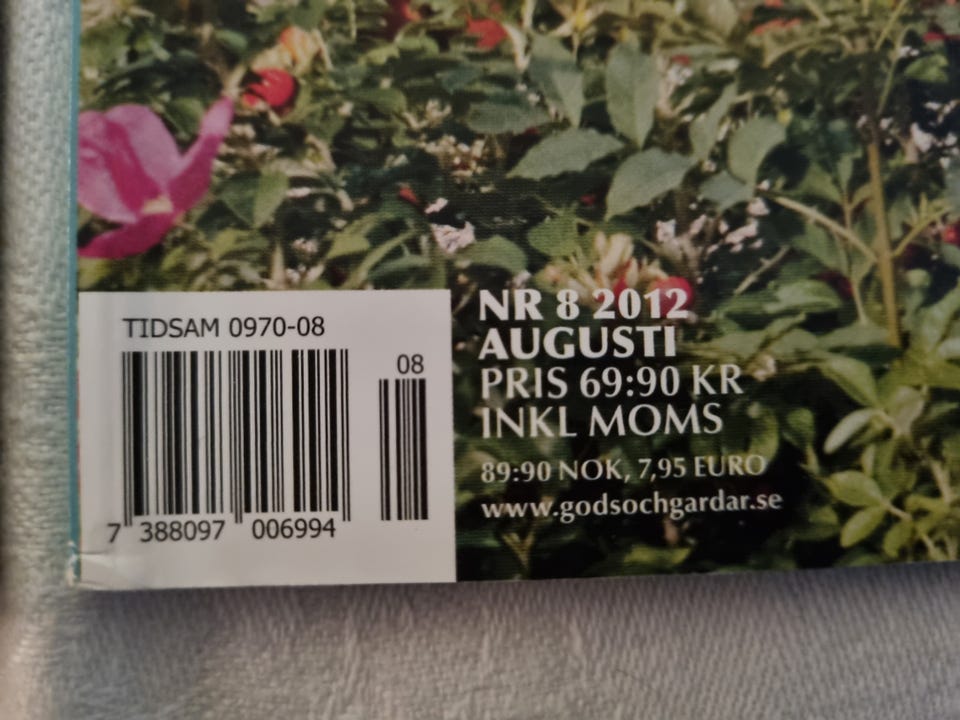 TIDSAM 0970-08
08
7 388097 006994
NR 8 2012
AUGUSTI
PRIS 69:90 KR
INKL MOMS
89:90 NOK, 7,95 EURO
www.godsochgardar.se